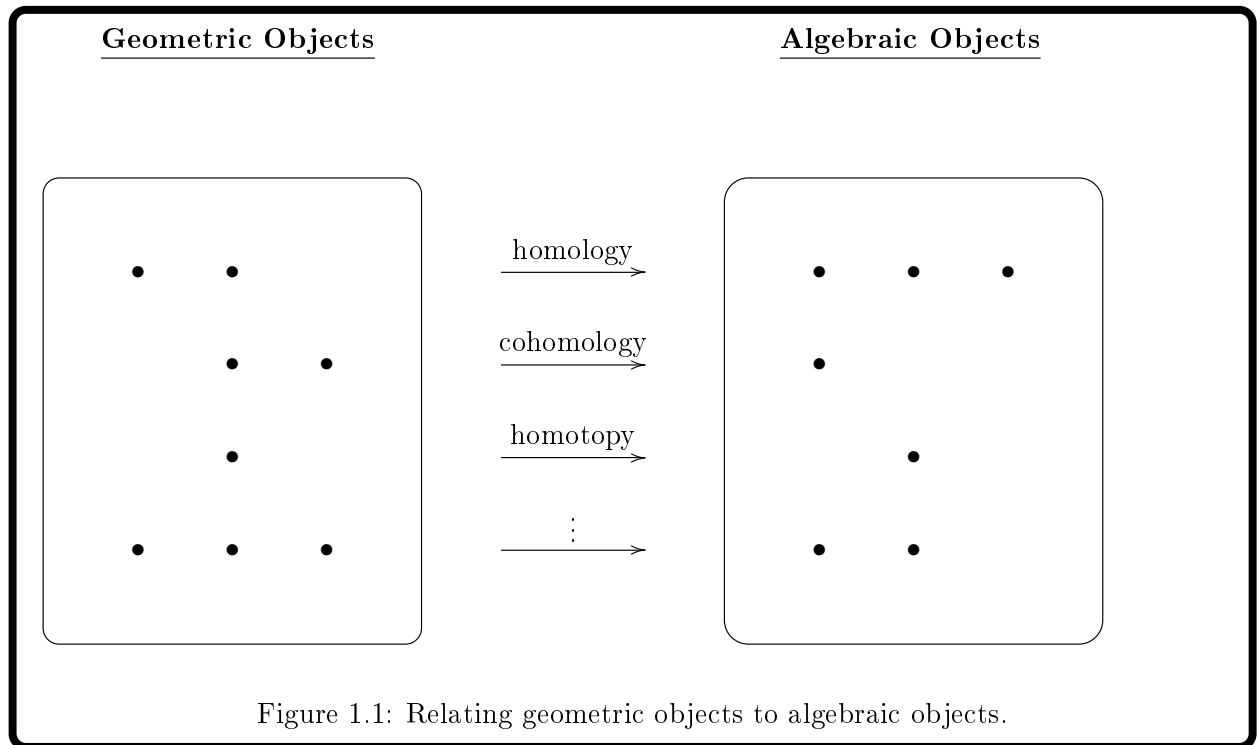 Geometric Objects
Algebraic Objects
homology
cohomology
homotopy
⋮
Figure 1.1: Relating geometric objects to algebraic objects.